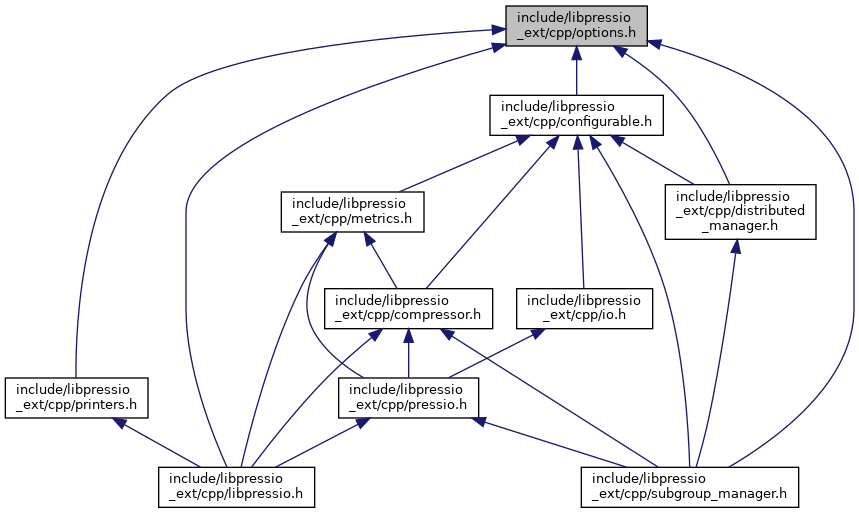 include/libpressio
_ext/cpp/options.h
include/libpressio
_ext/cpp/configurable.h
include/libpressio
_ext/cpp/metrics.h
include/libpressio
_ext/cpp/distributed
_manager.h
include/libpressio
_ext/cpp/compressor.h
include/libpressio
_ext/cpp/io.h
include/libpressio
_ext/cpp/printers.h
include/libpressio
_ext/cpp/pressio.h
include/libpressio
_ext/cpp/libpressio.h
include/libpressio
_ext/cpp/subgroup_manager.h